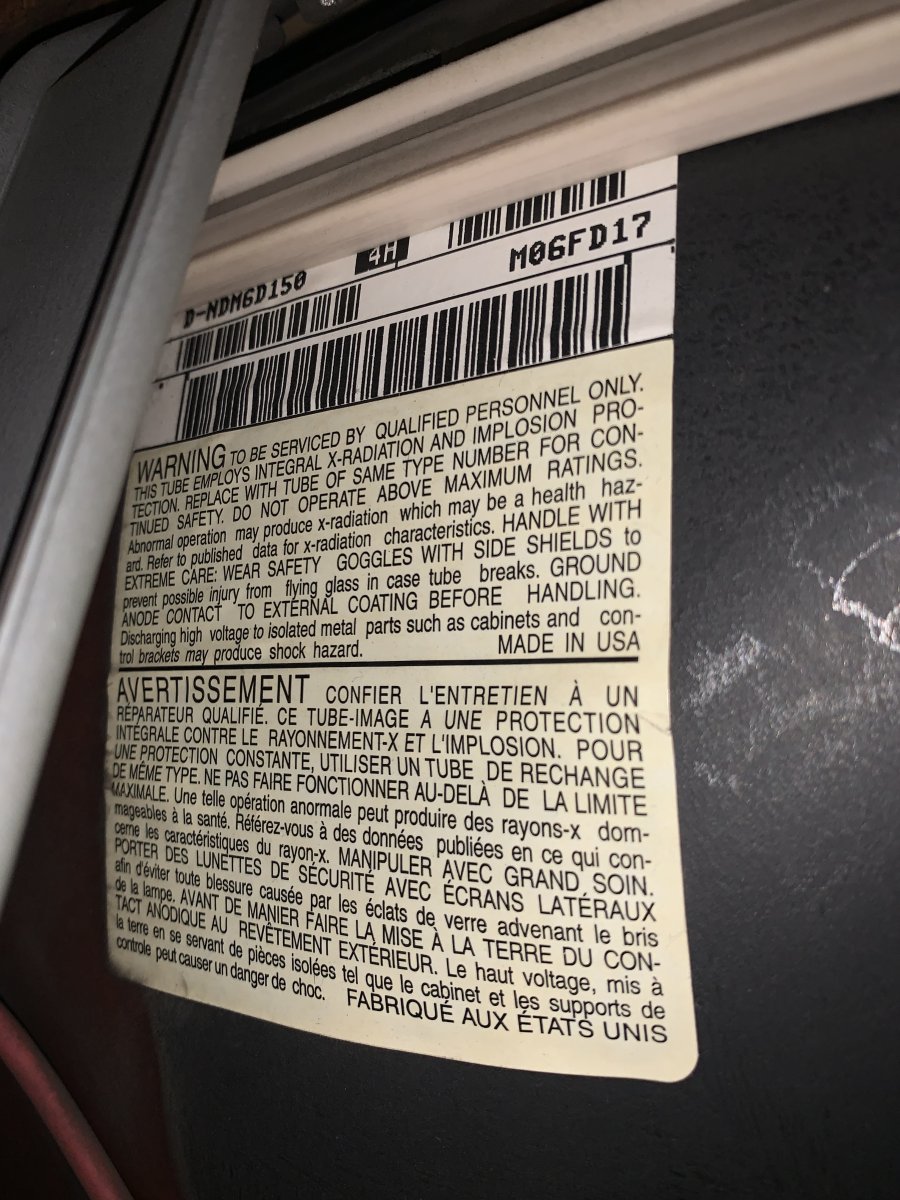 D-NDM6D150 4H M06FD17
WARNING TO BE SERVICED BY QUALIFIED PERSONNEL ONLY.
THIS TUBE EMPLOYS INTEGRAL X-RADIATION AND IMPLOSION PRO-
TECTION. REPLACE WITH TUBE OF SAME TYPE NUMBER FOR CON-
TINUED SAFETY. DO NOT OPERATE ABOVE MAXIMUM RATINGS.
Abnormal operation may produce x-radiation which may be a health haz-
ard. Refer to published data for x-radiation characteristics. HANDLE WITH
EXTREME CARE: WEAR SAFETY GOGGLES WITH SIDE SHIELDS to
prevent possible injury from flying glass in case tube breaks. GROUND
ANODE CONTACT TO EXTERNAL COATING BEFORE HANDLING.
Discharging high voltage to isolated metal parts such as cabinets and con-
trol brackets may produce shock hazard. MADE IN USA
AVERTISSEMENT CONFIER L'ENTRETIEN À UN
RÉPARATEUR QUALIFIÉ. CE TUBE-IMAGE A UNE PROTECTION
INTÉGRALE CONTRE LE RAYONNEMENT-X ET L'IMPLOSION. POUR
UNE PROTECTION CONSTANTE, UTILISER UN TUBE DE RECHANGE
DE MÊME TYPE. NE PAS FAIRE FONCTIONNER AU-DELÀ DE LA LIMITE
MAXIMALE. Une telle opération anormale peut produire des rayons-x dom-
mageables à la santé. Référez-vous à des données publiées en ce qui con-
cerne les caractéristiques du rayon-x. MANIPULER AVEC GRAND SOIN.
PORTER DES LUNETTES DE SÉCURITÉ AVEC ÉCRANS LATÉRAUX
afin d'éviter toute blessure causée par les éclats de verre advenant le bris
de la lampe. AVANT DE MANIER FAIRE LA MISE À LA TERRE DU CON-
TACT ANODIQUE AU REVÊTEMENT EXTÉRIEUR. Le haut voltage, mis à
la terre en se servant de pièces isolées tel que le cabinet et les supports de
controle peut causer un danger de choc. FABRIQUÉ AUX ÉTATS UNIS